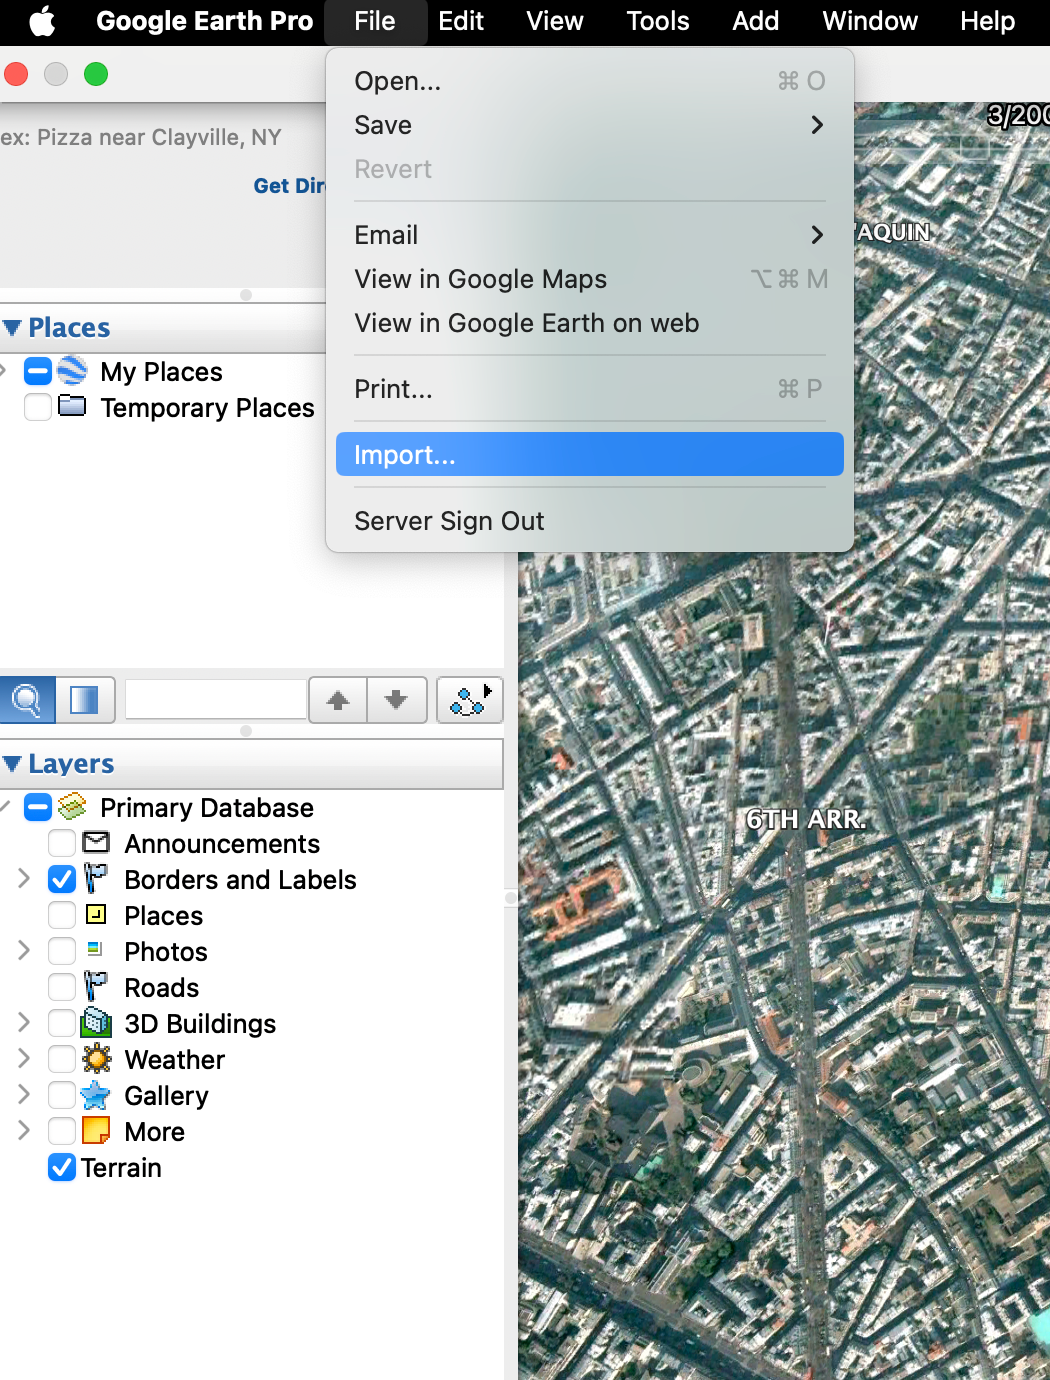 Google Earth Pro File Edit View Tools Add Window Help
Open... ⌘ O
Save
Revert
Email
View in Google Maps ⌥ ⌘ M
View in Google Earth on web
Print... ⌘ P
Import...
Server Sign Out
ex: Pizza near Clayville, NY
Get Dir
Places
My Places
Temporary Places
Layers
Primary Database
Announcements
Borders and Labels
Places
Photos
Roads
3D Buildings
Weather
Gallery
More
Terrain
3/200
'AQUIN
6TH ARR.